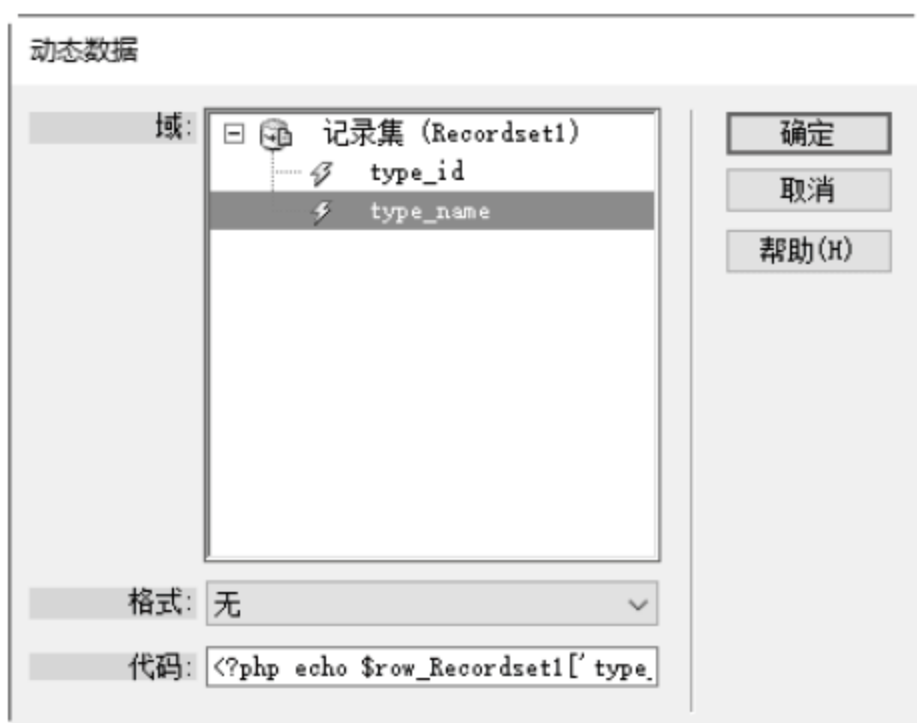 动态数据
域:
记录集 (Recordset1)
type_id
type_name
确定
取消
帮助(H)
格式:
无
代码:
<?php echo $row_Recordset1['type_